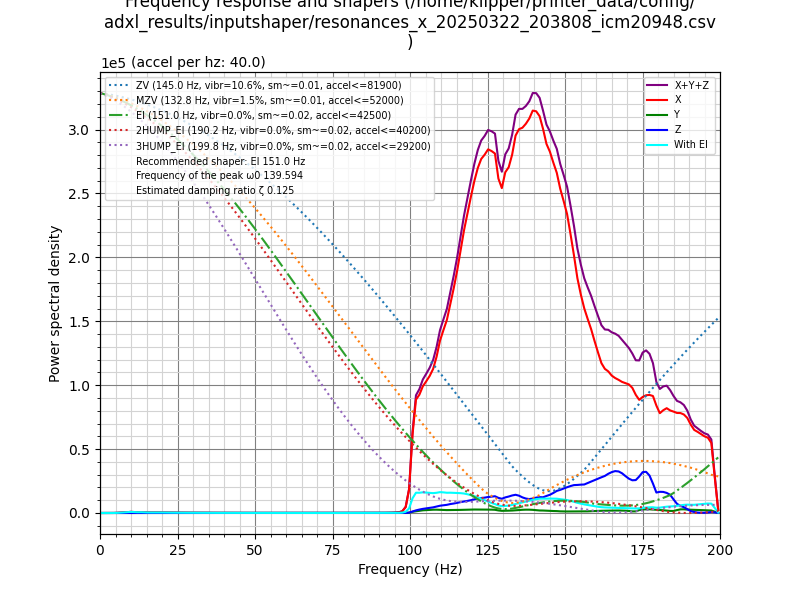 Frequency response and shapers (/home/klipper/printer_data/config/
adxl_results/inputshaper/resonances_x_20250322_203808_icm20948.csv
)
1e5 (accel per hz: 40.0)
ZV (145.0 Hz, vibr=10.6%, sm~=0.01, accel<=81900)
MZV (132.8 Hz, vibr=1.5%, sm~=0.01, accel<=52000)
EI (151.0 Hz, vibr=0.0%, sm~=0.02, accel<=42500)
2HUMP_EI (190.2 Hz, vibr=0.0%, sm~=0.02, accel<=40200)
3HUMP_EI (199.8 Hz, vibr=0.0%, sm~=0.02, accel<=29200)
Recommended shaper: EI 151.0 Hz
Frequency of the peak ω0 139.594
Estimated damping ratio ζ 0.125
X+Y+Z
X
Y
Z
With EI
3.0
2.5
2.0
1.5
1.0
0.5
0.0
Power spectral density
0 25 50 75 100 125 150 175 200
Frequency (Hz)